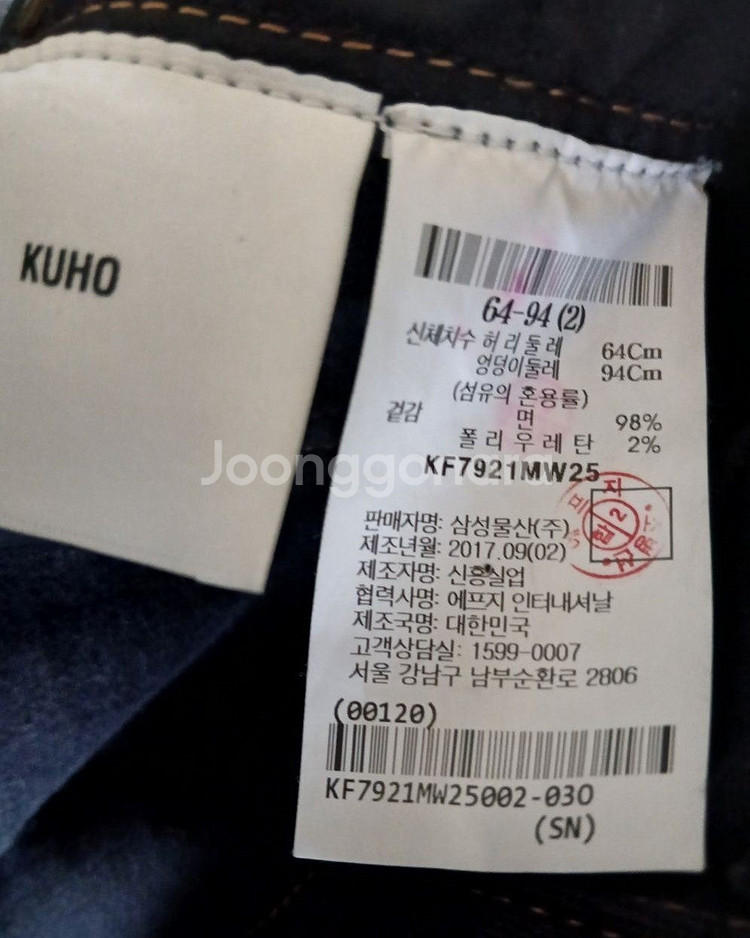 KUHO
64-94 (2)
신체치수 허리둘레 64Cm
엉덩이둘레 94Cm
(섬유의 혼용률)
겉감 면 98%
폴리우레탄 2%
Joonggonara
KF7921MW25
판매자명: 삼성물산(주)
제조년월: 2017.09(02)
제조자명: 신흥실업
협력사명: 에프지 인터내셔날
제조국명: 대한민국
고객상담실: 1599-0007
서울 강남구 남부순환로 2806
(00120)
KF7921MW25002-03O
(SN)